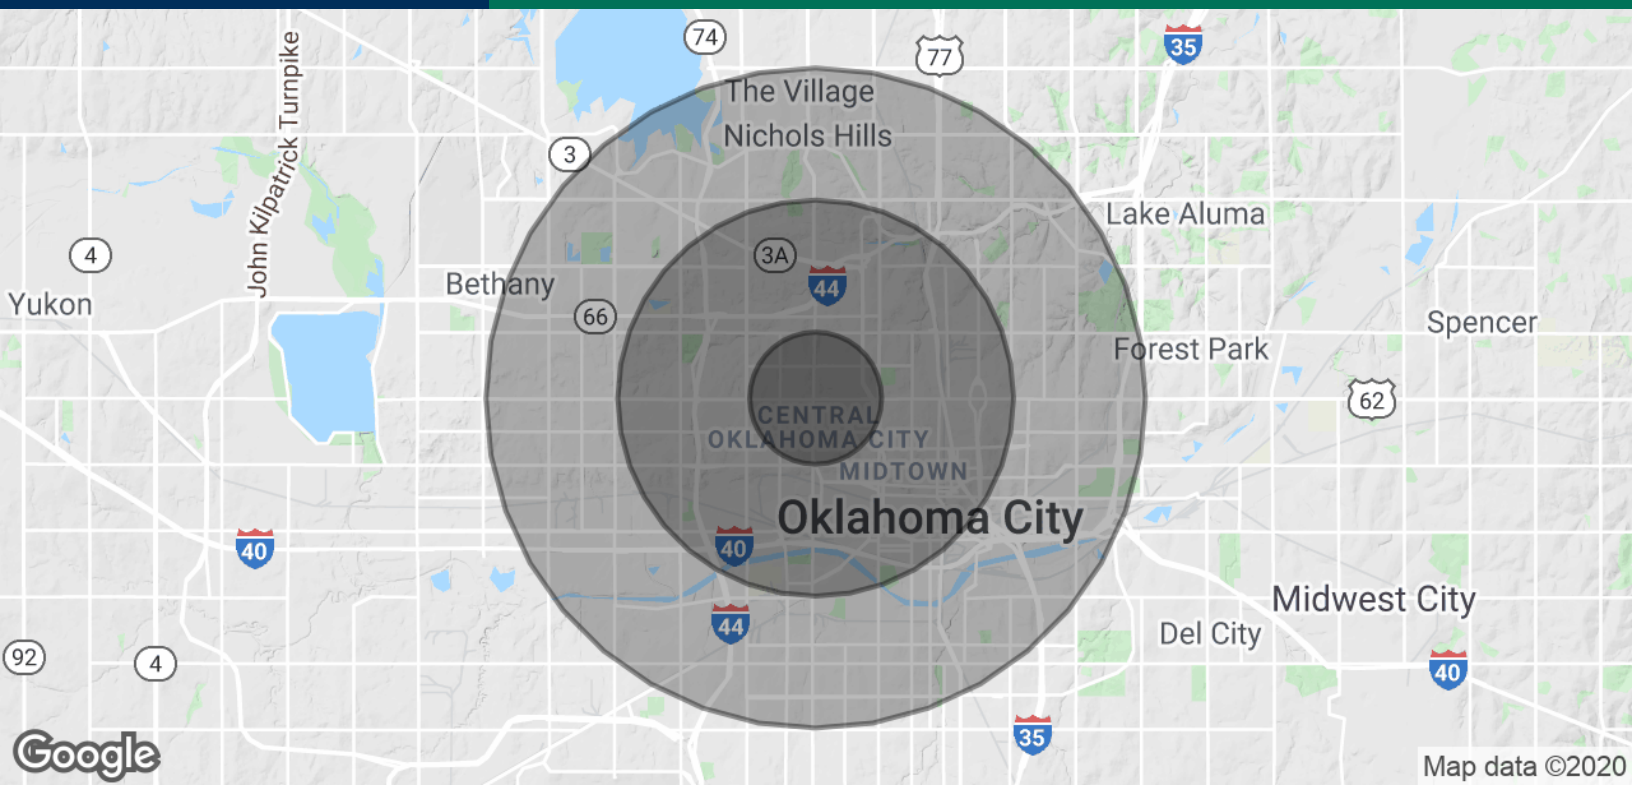 74
77
35
The Village
Nichols Hills
3
John Kilpatrick Turnpike
Lake Aluma
4
3A
Bethany
44
Yukon
66
Spencer
Forest Park
62
CENTRAL
OKLAHOMA CITY
MIDTOWN
Oklahoma City
40
40
Midwest City
44
Del City
92
4
40
35
Google
Map data ©2020